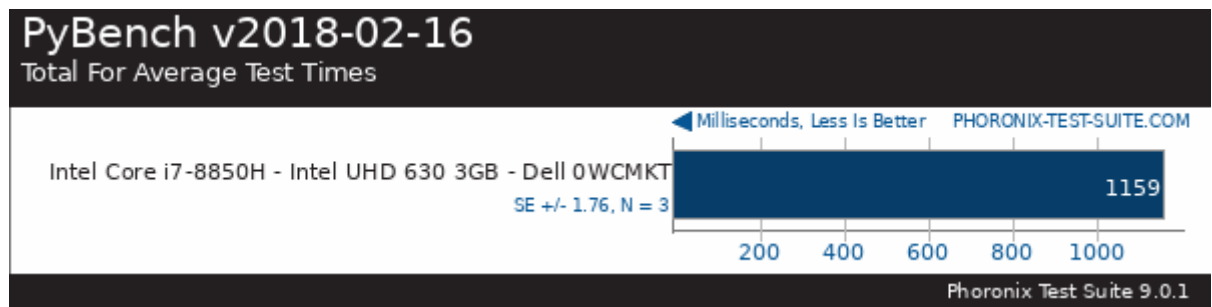 PyBench v2018-02-16
Total For Average Test Times
Milliseconds, Less Is Better PHORONIX-TEST-SUITE.COM
Intel Core i7-8850H - Intel UHD 630 3GB - Dell 0WCMKT
1159
SE +/- 1.76, N = 3
200 400 600 800 1000
Phoronix Test Suite 9.0.1